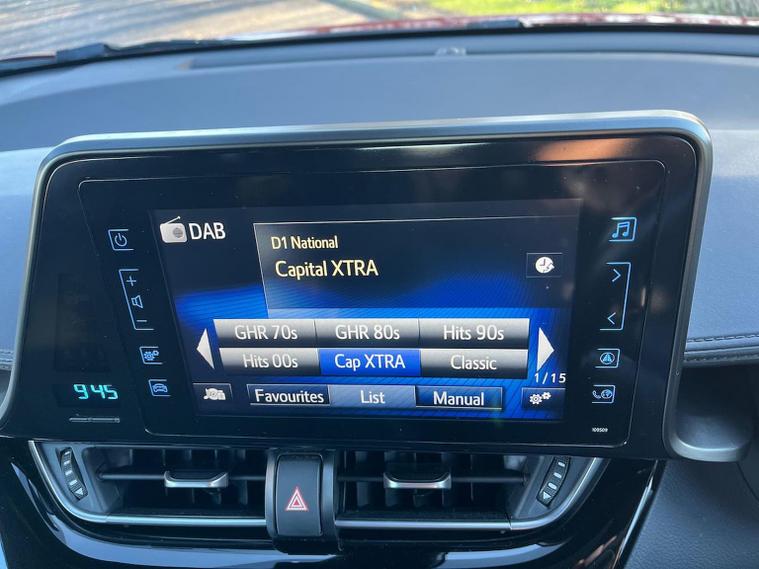 DAB
D1 National
Capital XTRA
GHR 70s GHR 80s Hits 90s
Hits 00s Cap XTRA Classic
1/15
Favourites List Manual
9:45
109509